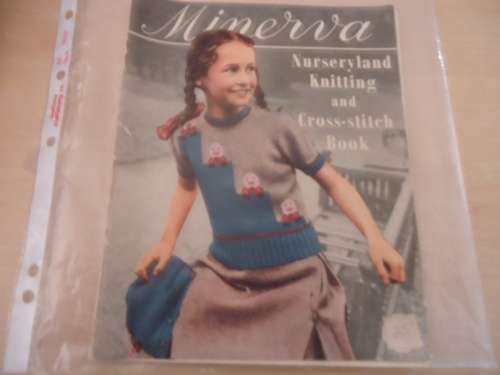 Minerva
Nurseryland
Knitting
and
Cross-stitch
Book